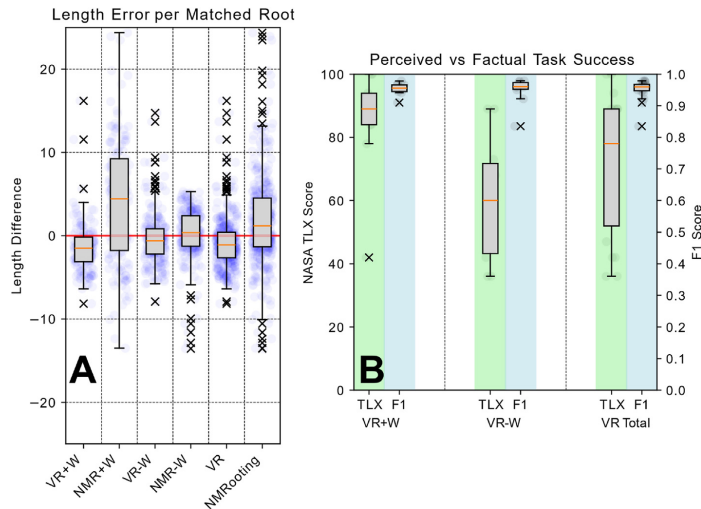 Length Error per Matched Root
Length Difference
20
10
0
−10
−20
A
VR+W
NMR+W
VR-W
NMR-W
VR
NMRooting
Perceived vs Factual Task Success
NASA TLX Score
100
80
60
40
20
0
B
1.0
0.9
0.8
0.7
0.6
0.5
0.4
0.3
0.2
0.1
0.0
F1 Score
TLX F1 TLX F1 TLX F1
VR+W VR-W VR Total